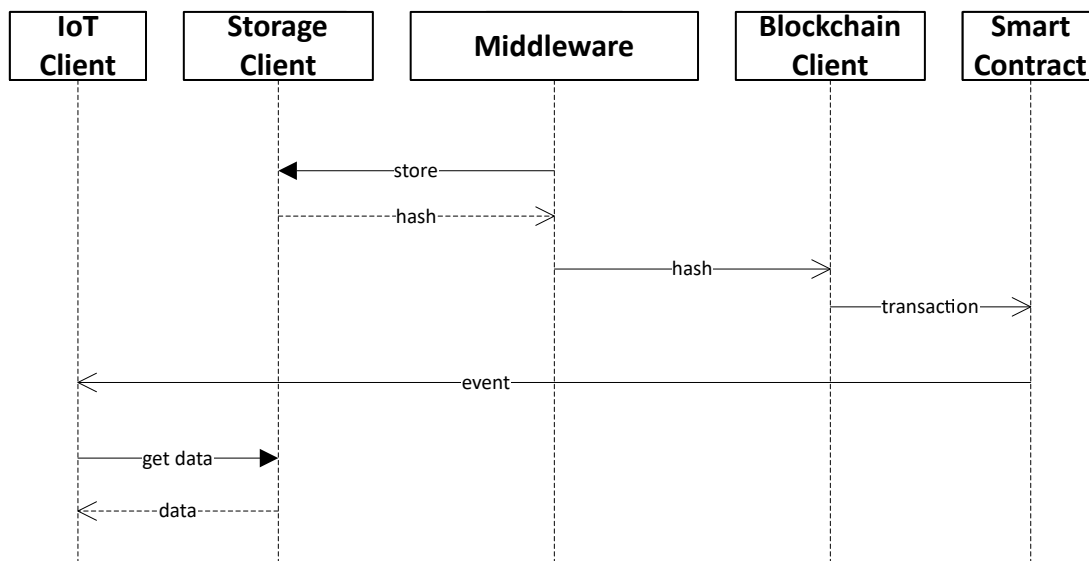 IoT
Client
Storage
Client
Middleware
Blockchain
Client
Smart
Contract
store
hash
hash
transaction
event
get data
data